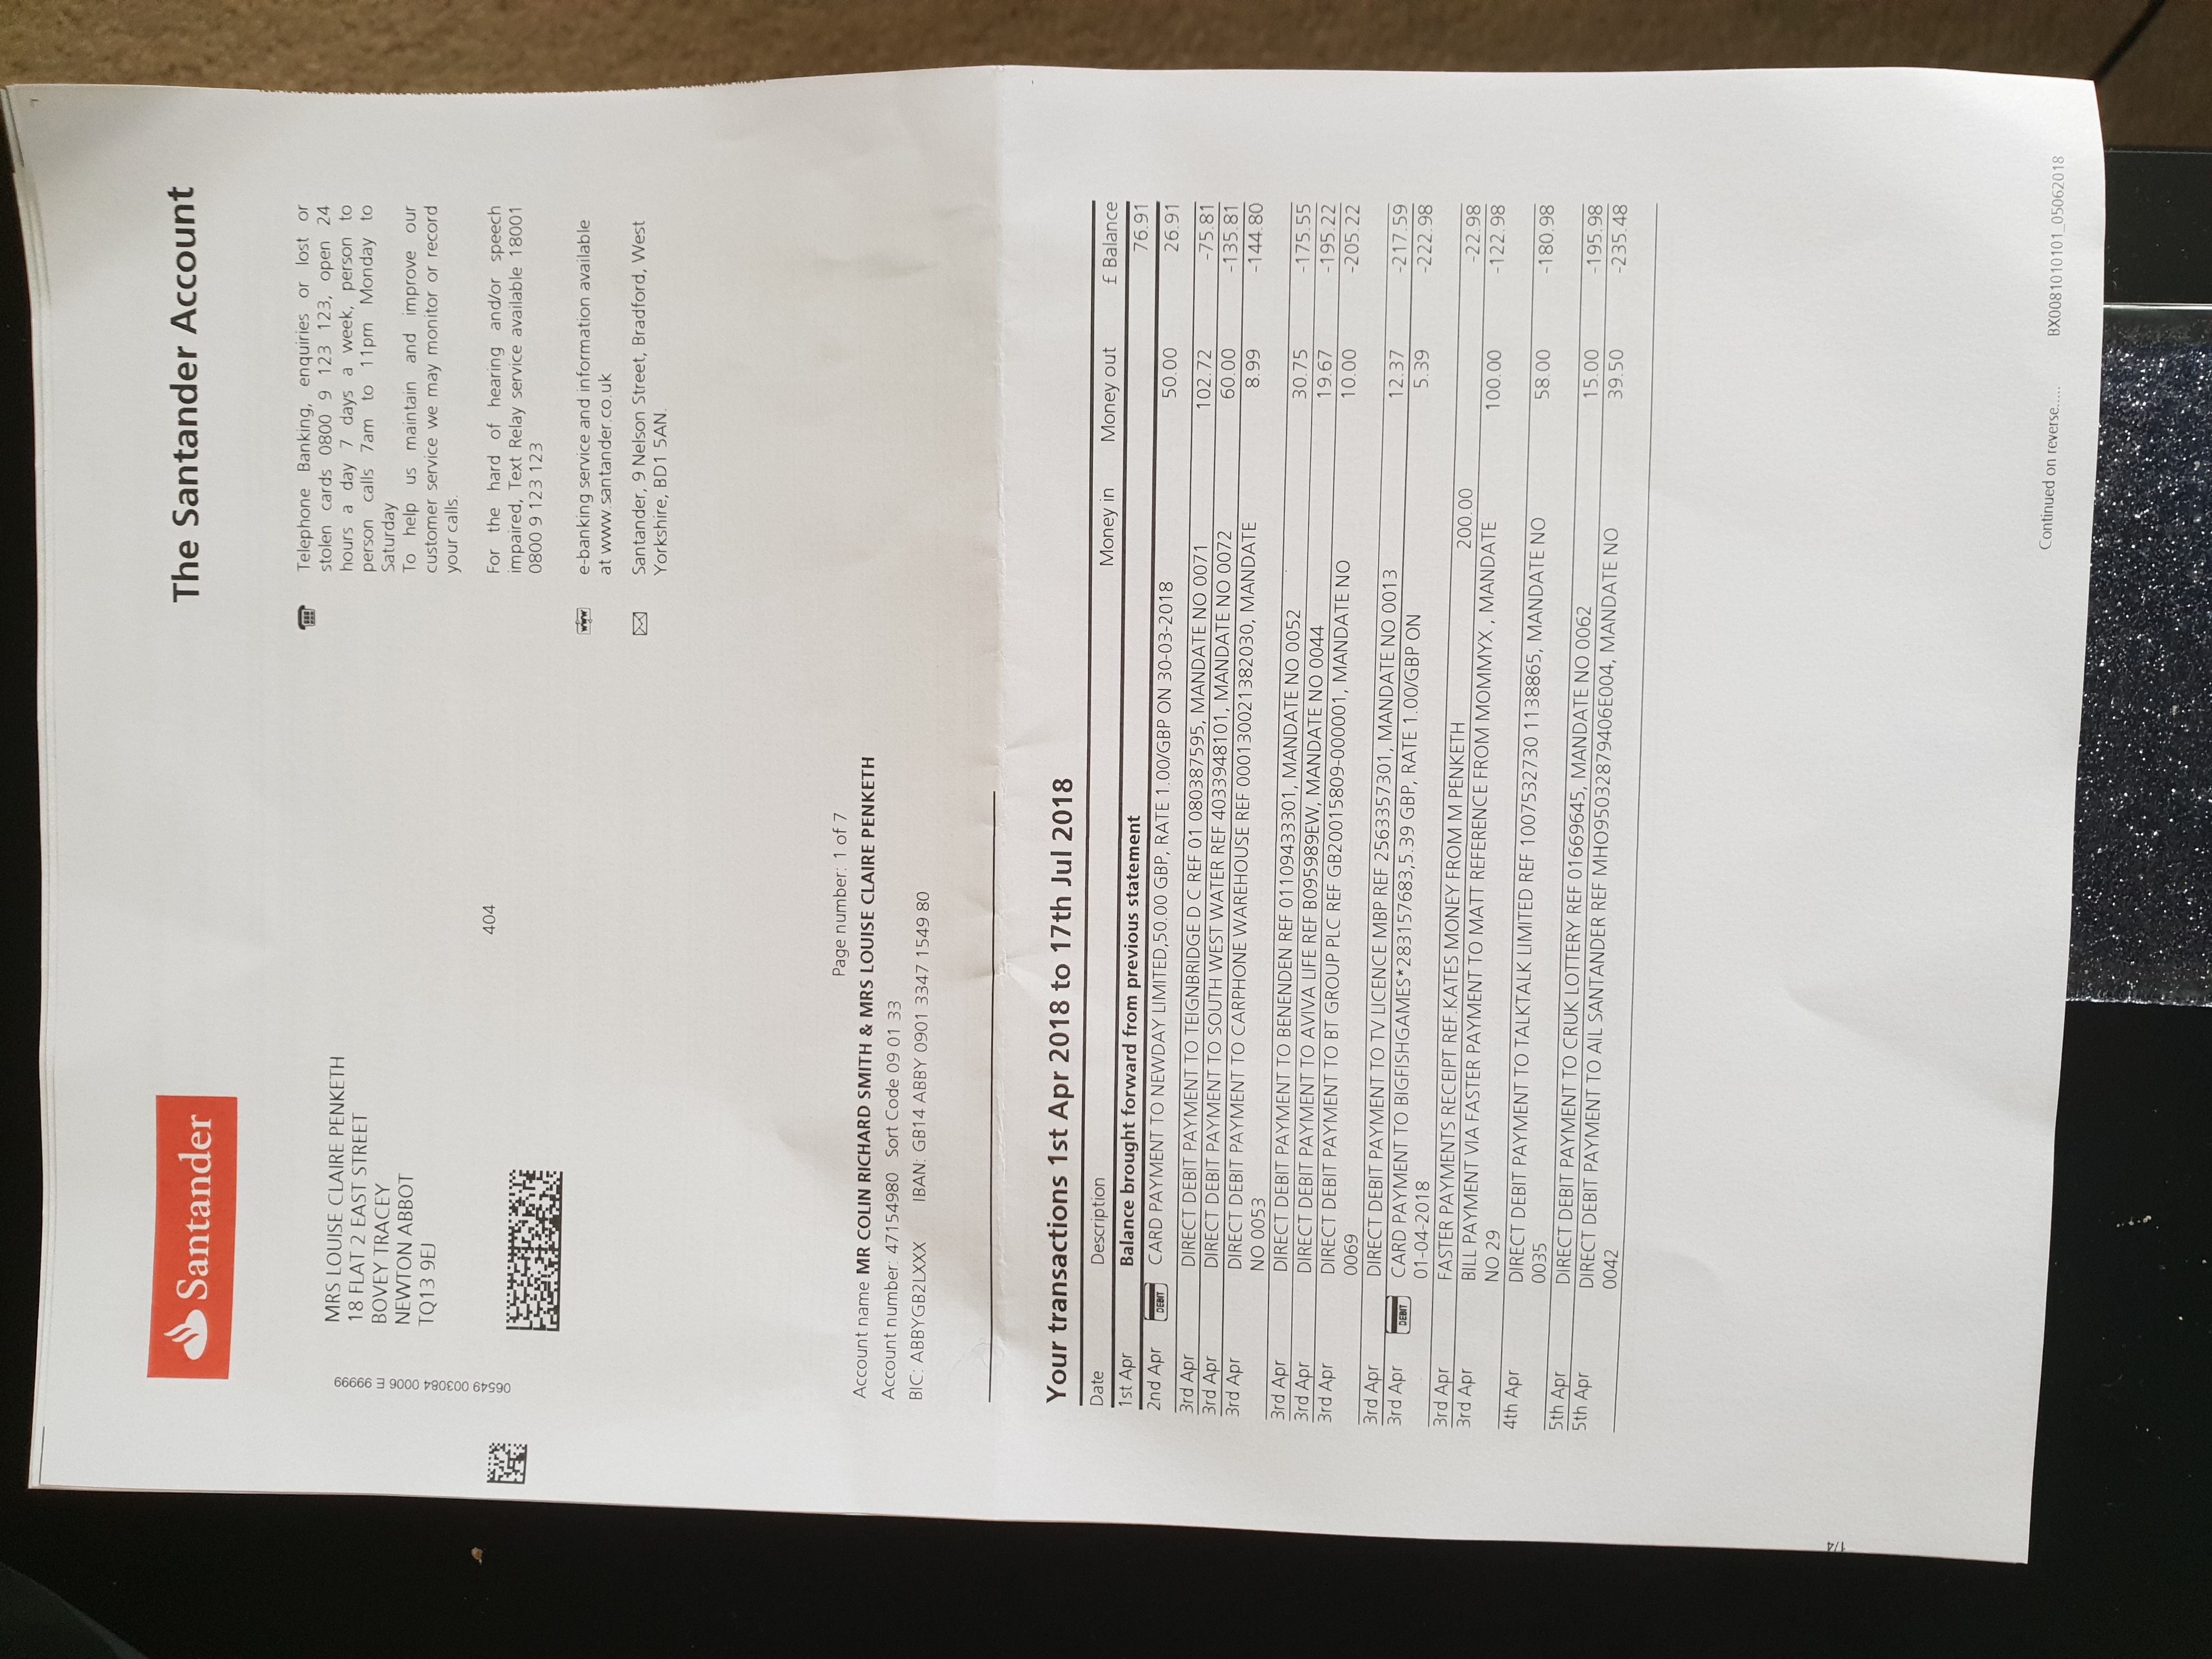 Santander
The Santander Account
06549 003084 0006 E 99999
MRS LOUISE CLAIRE PENKETH
18 FLAT 2 EAST STREET
BOVEY TRACEY
NEWTON ABBOT
TQ13 9EJ
404
Telephone Banking, enquiries or lost or
stolen cards 0800 9 123 123, open 24
hours a day 7 days a week, person to
person calls 7am to 11pm Monday to
Saturday
To help us maintain and improve our
customer service we may monitor or record
your calls.
For the hard of hearing and/or speech
impaired, Text Relay service available 18001
0800 9 123 123
www
e-banking service and information available
at www.santander.co.uk
Santander, 9 Nelson Street, Bradford, West
Yorkshire, BD1 5AN.
Page number: 1 of 7
Account name MR COLIN RICHARD SMITH & MRS LOUISE CLAIRE PENKETH
Account number: 47154980 Sort Code 09 01 33
BIC: ABBYGB2LXXX IBAN: GB14 ABBY 0901 3347 1549 80
Your transactions 1st Apr 2018 to 17th Jul 2018
Date Description Money in Money out £ Balance
1st Apr Balance brought forward from previous statement 76.91
2nd Apr DEBIT CARD PAYMENT TO NEWDAY LIMITED,50.00 GBP, RATE 1.00/GBP ON 30-03-2018 50.00 26.91
3rd Apr DIRECT DEBIT PAYMENT TO TEIGNBRIDGE D C REF 01 080387595, MANDATE NO 0071 102.72 -75.81
3rd Apr DIRECT DEBIT PAYMENT TO SOUTH WEST WATER REF 4033948101, MANDATE NO 0072 60.00 -135.81
3rd Apr DIRECT DEBIT PAYMENT TO CARPHONE WAREHOUSE REF 000130021382030, MANDATE 8.99 -144.80
NO 0053
3rd Apr DIRECT DEBIT PAYMENT TO BENENDEN REF 01109433301, MANDATE NO 0052 30.75 -175.55
3rd Apr DIRECT DEBIT PAYMENT TO AVIVA LIFE REF B095989EW, MANDATE NO 0044 19.67 -195.22
3rd Apr DIRECT DEBIT PAYMENT TO BT GROUP PLC REF GB20015809-000001, MANDATE NO 10.00 -205.22
0069
3rd Apr DIRECT DEBIT PAYMENT TO TV LICENCE MBP REF 2563357301, MANDATE NO 0013 12.37 -217.59
3rd Apr DEBIT CARD PAYMENT TO BIGFISHGAMES*283157683,5.39 GBP, RATE 1.00/GBP ON 5.39 -222.98
01-04-2018
3rd Apr FASTER PAYMENTS RECEIPT REF.KATES MONEY FROM M PENKETH 200.00 -22.98
3rd Apr BILL PAYMENT VIA FASTER PAYMENT TO MATT REFERENCE FROM MOMMYX , MANDATE 100.00 -122.98
NO 29
4th Apr DIRECT DEBIT PAYMENT TO TALKTALK LIMITED REF 1007532730 1138865, MANDATE NO 58.00 -180.98
0035
5th Apr DIRECT DEBIT PAYMENT TO CRUK LOTTERY REF 01669645, MANDATE NO 0062 15.00 -195.98
5th Apr DIRECT DEBIT PAYMENT TO AIL SANTANDER REF MHO95032879406E004, MANDATE NO 39.50 -235.48
0042
1/4
Continued on reverse..... BX0081010101_05062018